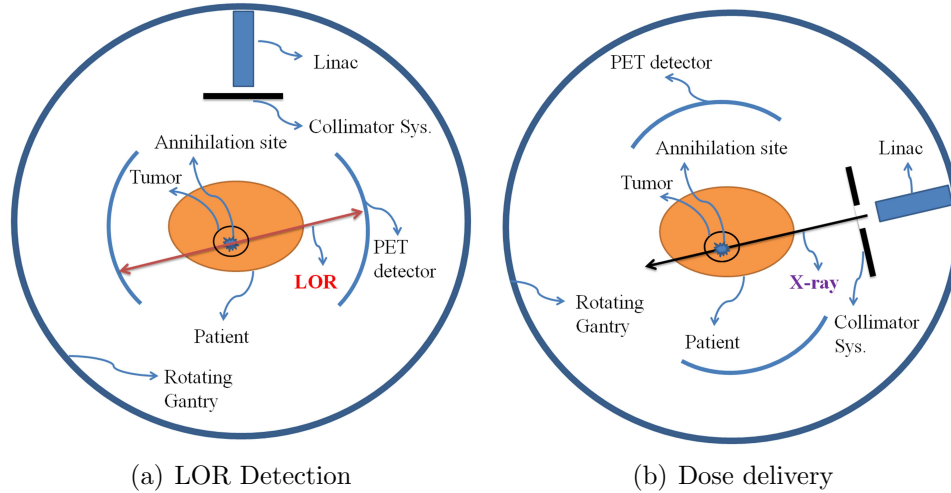 Linac
Collimator Sys.
Annihilation site
Tumor
PET
detector
LOR
Patient
Rotating
Gantry
(a) LOR Detection
PET detector
Annihilation site
Linac
Tumor
X-ray
Rotating
Gantry
Collimator
Sys.
Patient
(b) Dose delivery